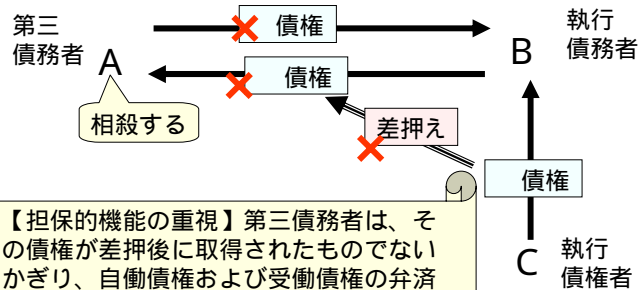 第三
債務者
A
債権
執行
債務者
B
債権
相殺する
差押え
債権
【担保的機能の重視】第三債務者は、そ
の債権が差押後に取得されたものでない
かぎり、自働債権および受働債権の弁済
C
執行
債権者